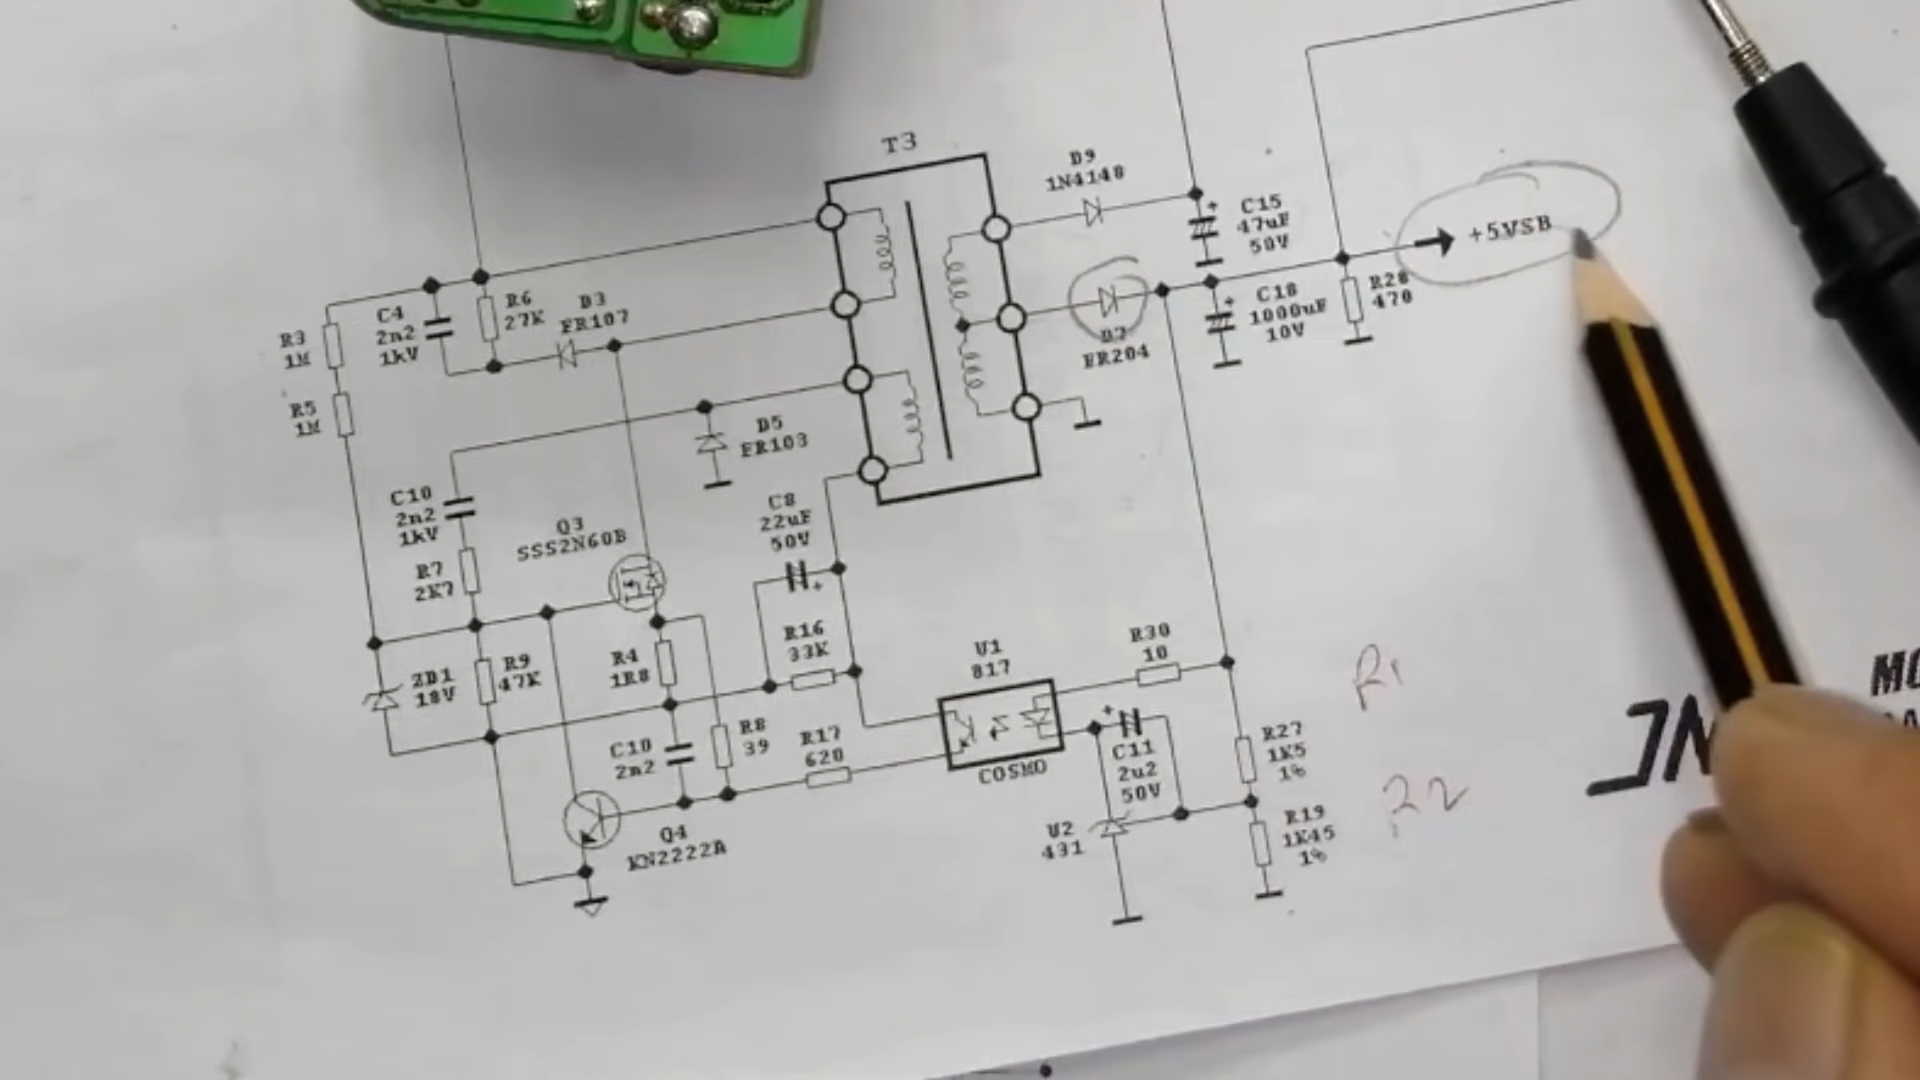 T3
D9
1N4148
C15
47uF
50V
+5VSB
R28
470
C18
1000uF
10V
D7
FR204
R3
1M
C4
2n2
1kV
R6
27K
D3
FR107
R5
1M
D5
FR103
C10
2n2
1kV
R7
2K7
Q3
SSS2N60B
C8
22uF
50V
ZD1
18V
R9
47K
R4
1R8
R16
33K
U1
817
COSMO
R30
10
R1
C10
2n2
R8
39
R17
620
C11
2u2
50V
R27
1K5
1%
R19
1K45
1%
Q4
KN2222A
U2
431